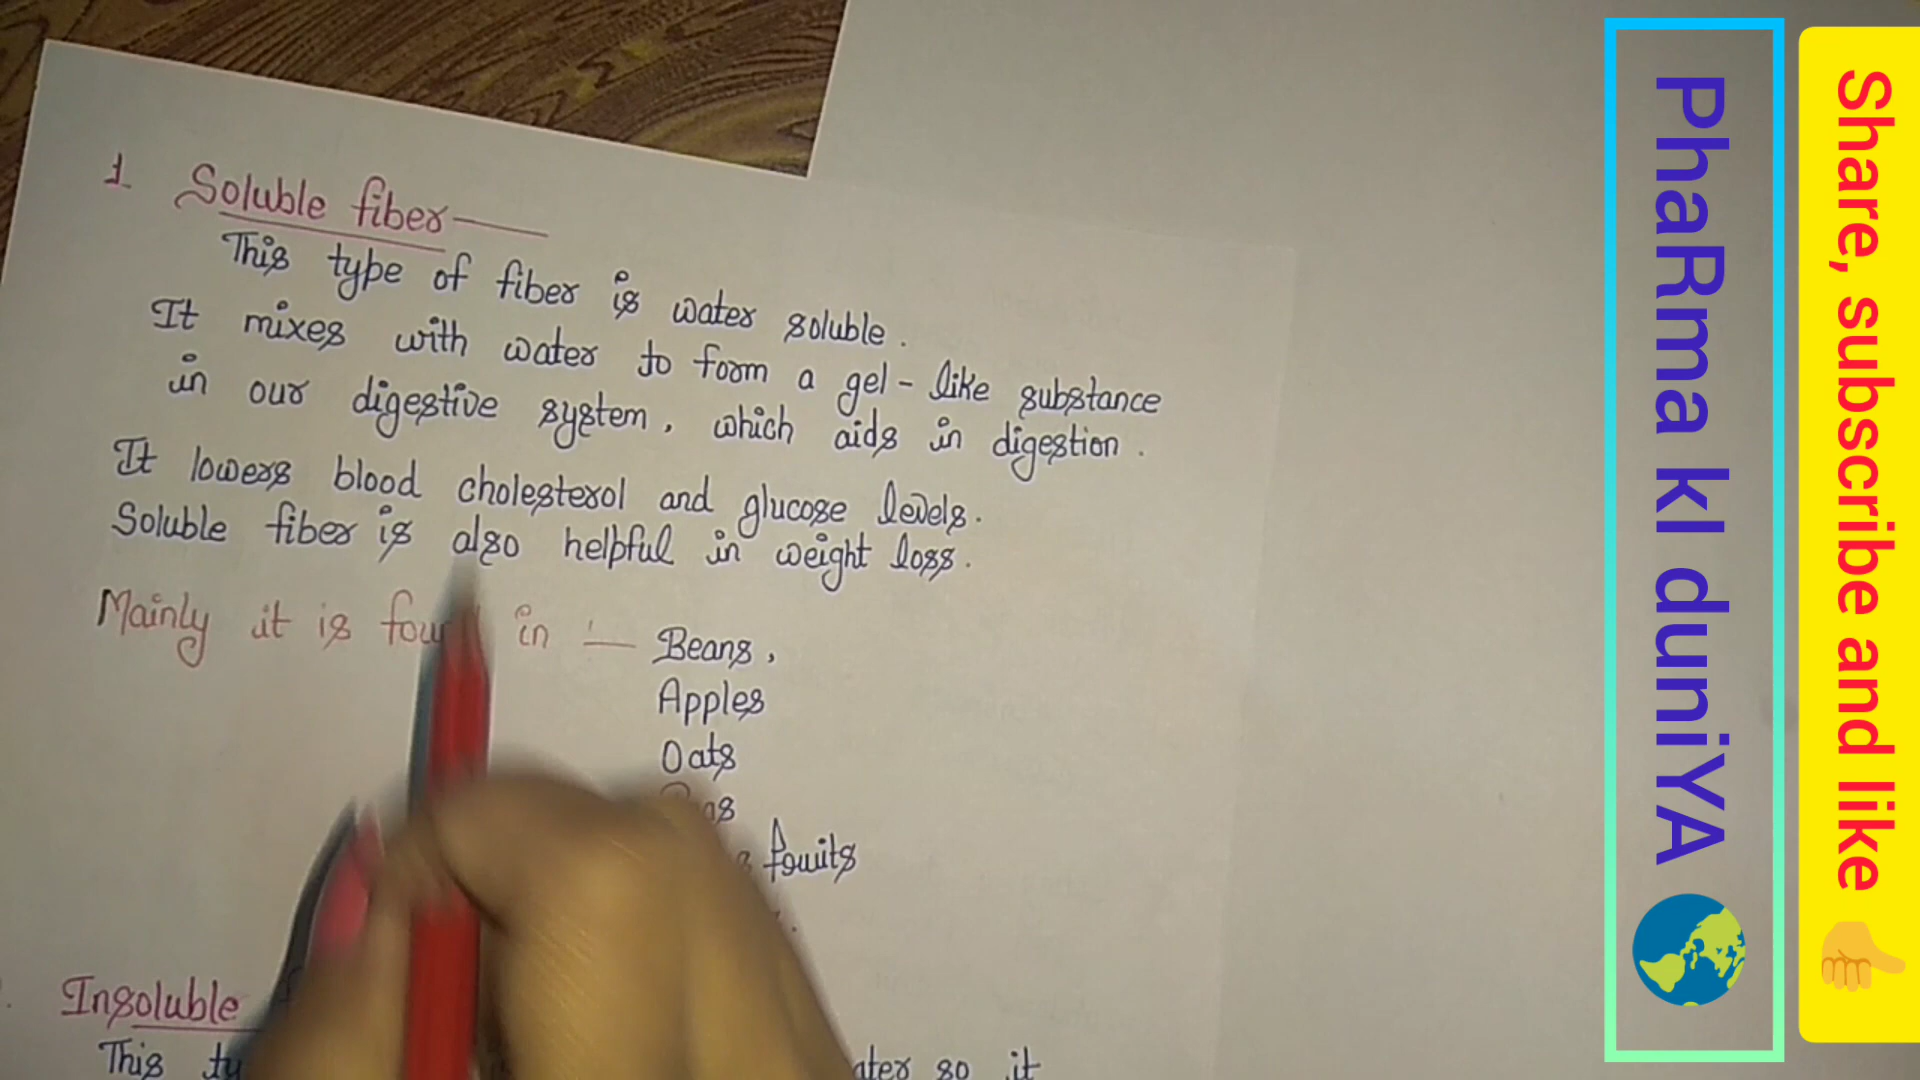 1 Soluble fiber
This type of fiber is water soluble.
It mixes with water to form a gel - like substance
in our digestive system, which aids in digestion.
It lowers blood cholesterol and glucose levels.
Soluble fiber is also helpful in weight loss.
Mainly it is found in :- Beans,
Apples
Oats
fruits
Insoluble
This
so it
PhaRma kI duniYA
Share, subscribe and like